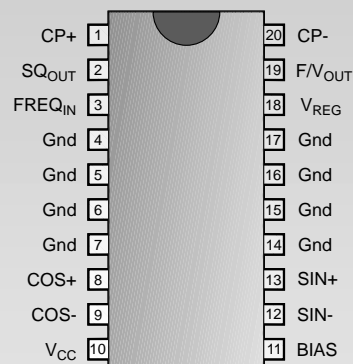 CP+ 1 20 CP-
SQOUT 2 19 F/VOUT
FREQIN 3 18 VREG
Gnd 4 17 Gnd
Gnd 5 16 Gnd
Gnd 6 15 Gnd
Gnd 7 14 Gnd
COS+ 8 13 SIN+
COS- 9 12 SIN-
VCC 10 11 BIAS